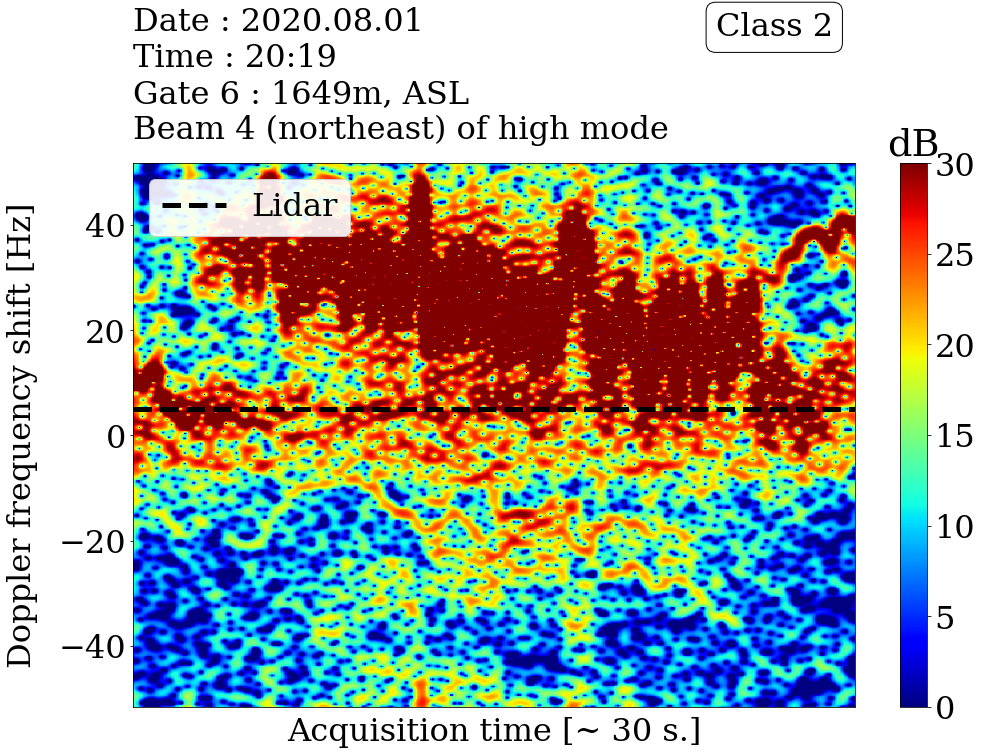 Date : 2020.08.01
Time : 20:19
Gate 6 : 1649m, ASL
Beam 4 (northeast) of high mode
Class 2
dB
Lidar
Doppler frequency shift [Hz]
40
20
0
−20
−40
Acquisition time [~ 30 s.]
30
25
20
15
10
5
0